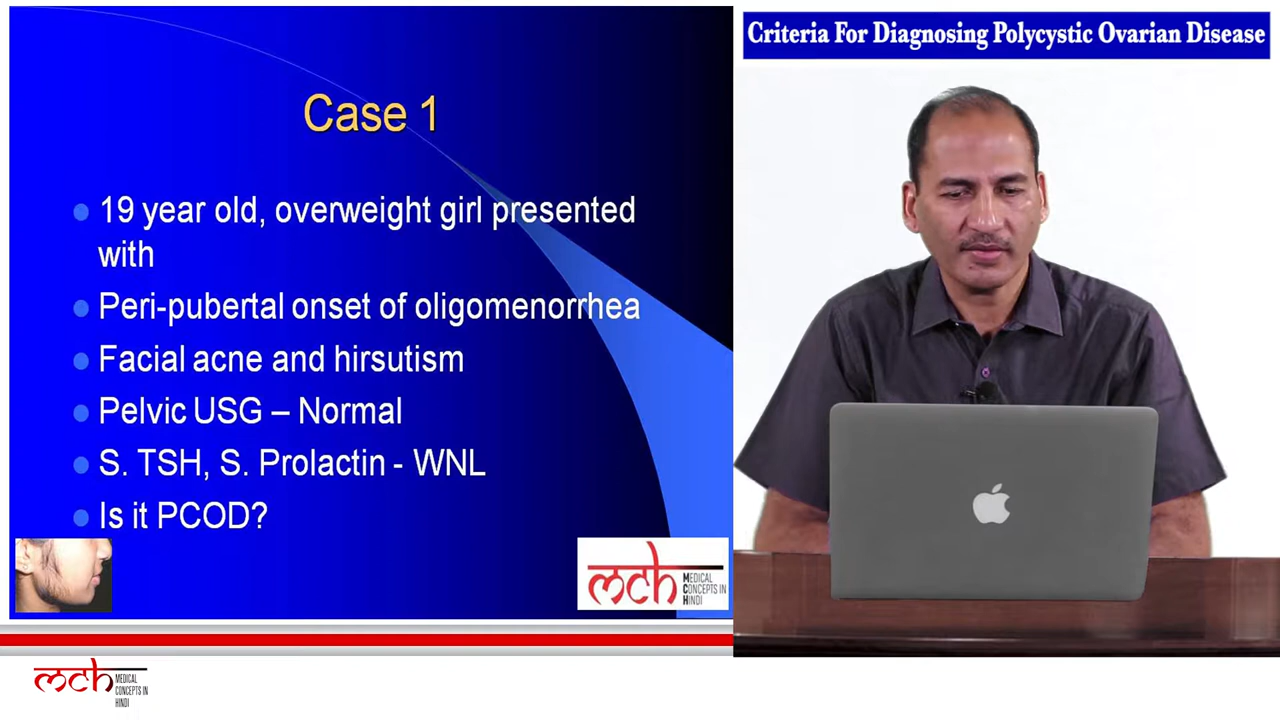 Criteria For Diagnosing Polycystic Ovarian Disease
Case 1
19 year old, overweight girl presented
with
Peri-pubertal onset of oligomenorrhea
Facial acne and hirsutism
Pelvic USG – Normal
S. TSH, S. Prolactin - WNL
Is it PCOD?
mch MEDICAL
CONCEPTS IN
HINDI
mch MEDICAL
CONCEPTS IN
HINDI